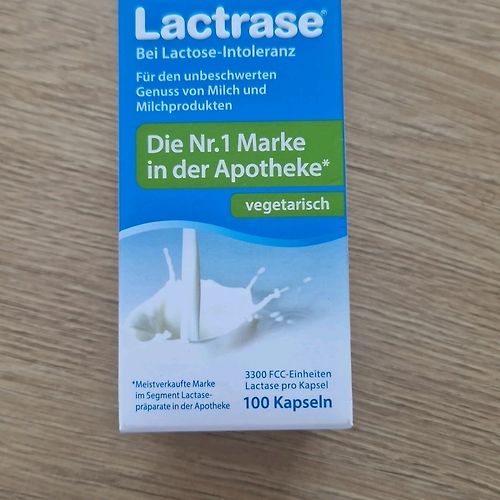 Lactrase®
Bei Lactose-Intoleranz
Für den unbeschwerten
Genuss von Milch und
Milchprodukten
Die Nr.1 Marke
in der Apotheke*
vegetarisch
3300 FCC-Einheiten
Lactase pro Kapsel
100 Kapseln
*Meistverkaufte Marke
im Segment Lactase-
präparate in der Apotheke